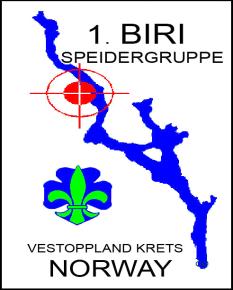 1. BIRI
SPEIDERGRUPPE
VESTOPPLAND KRETS
NORWAY